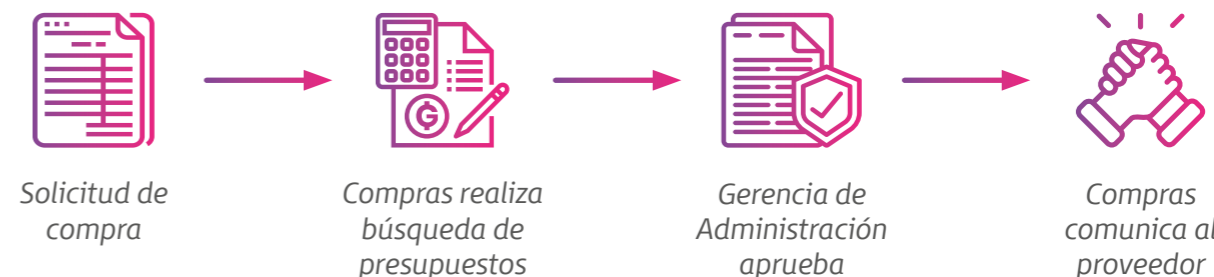 Solicitud de
compra
Compras realiza
búsqueda de
presupuestos
Gerencia de
Administración
aprueba
Compras
comunica al
proveedor